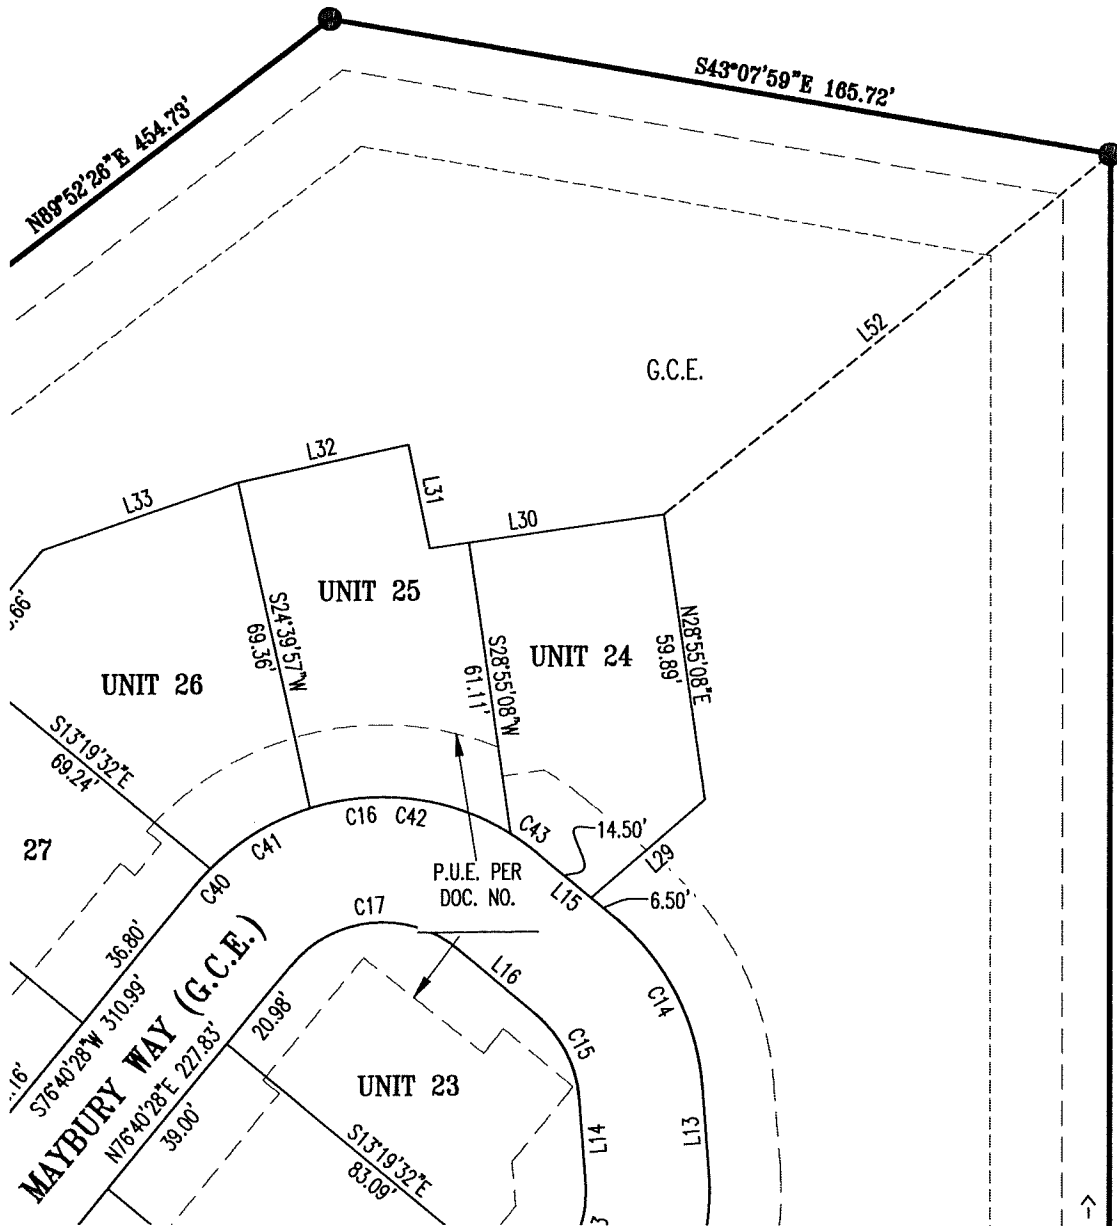 S43°07'59"E 165.72'
N89°52'26"E 454.73'
L52
G.C.E.
L32
L33
L31
L30
UNIT 25
S24°39'57"W
69.36'
UNIT 24
S28°55'08"W
61.11'
N28°55'08"E
59.89'
UNIT 26
S13°19'32"E
69.24'
27
C16
C42
C41
C43
14.50'
C40
P.U.E. PER
DOC. NO.
L29
L15
6.50'
C17
36.80'
L16
C14
C15
S76°40'28"W 310.99'
MAYBURY WAY (G.C.E.)
N76°40'28"E 227.83'
20.98'
39.00'
UNIT 23
S13°19'32"E
83.09'
L14
L13